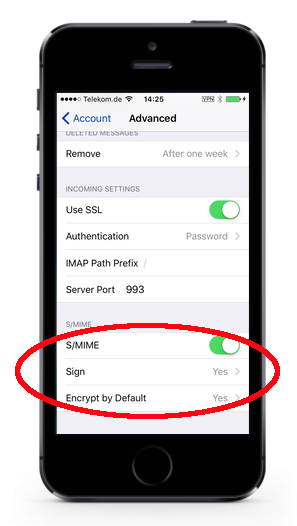 Telekom.de 14:25 VPN
Account Advanced
DELETED MESSAGES
Remove After one week
INCOMING SETTINGS
Use SSL
Authentication Password
IMAP Path Prefix /
Server Port 993
S/MIME
S/MIME
Sign Yes
Encrypt by Default Yes